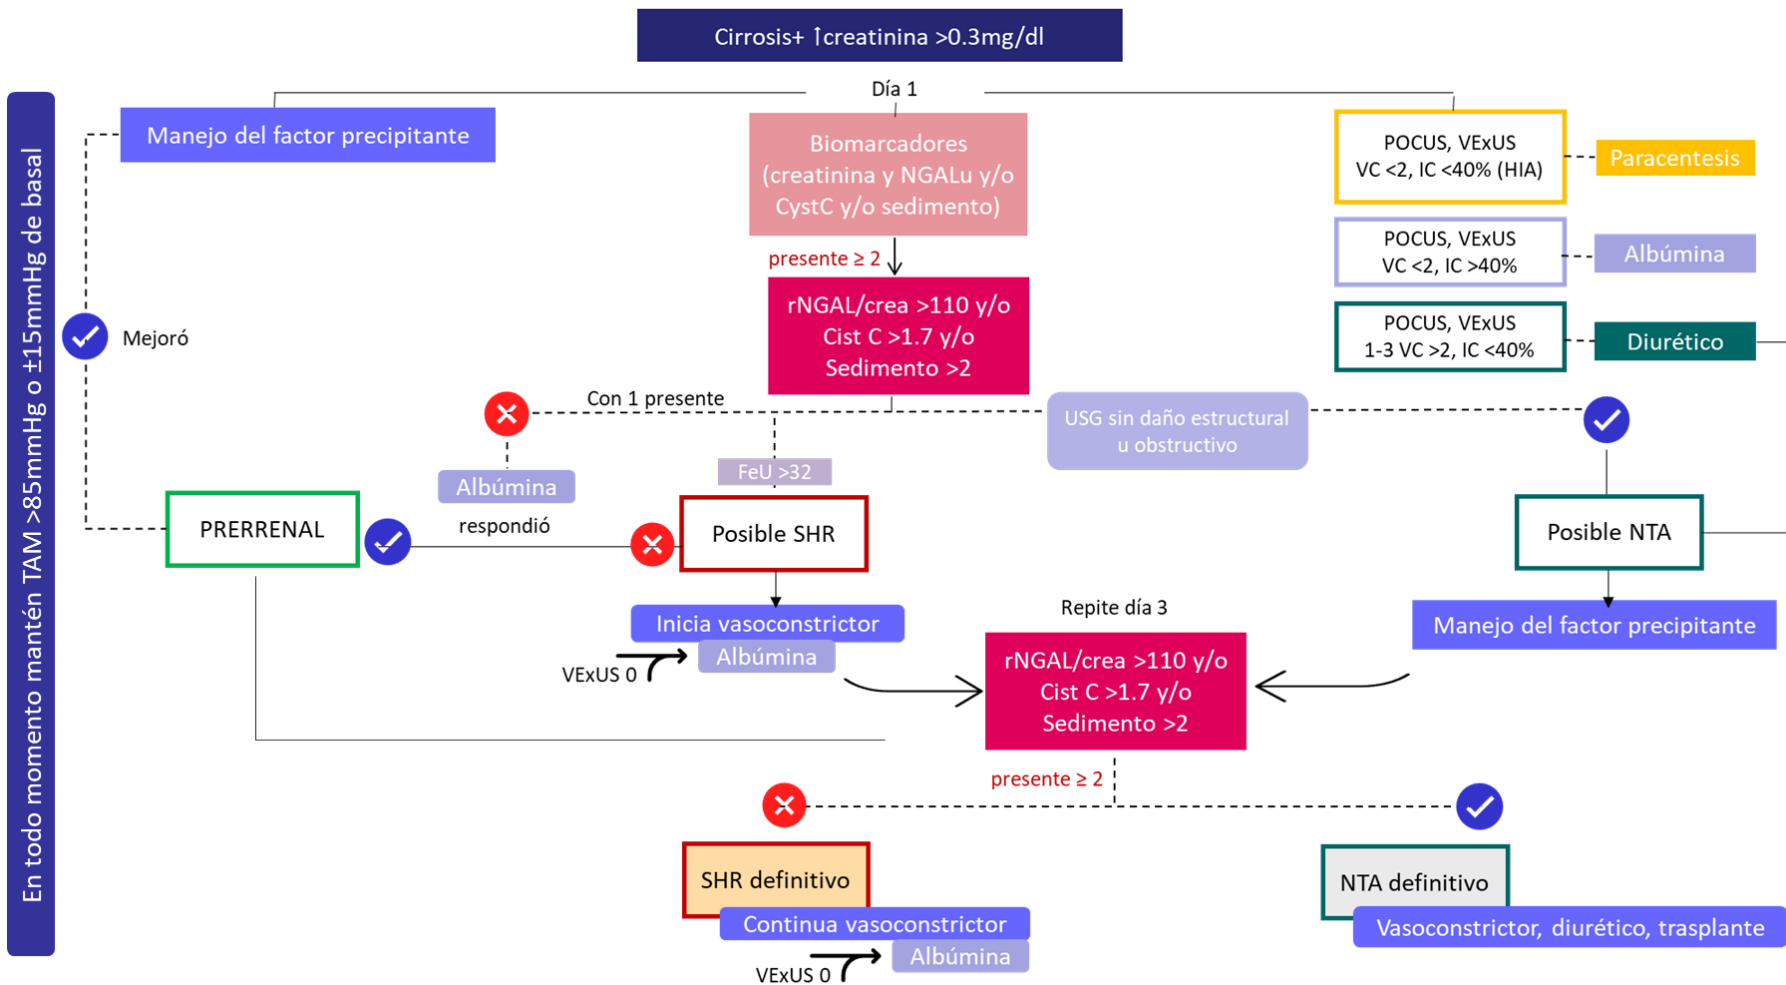 Cirrosis+ ↑creatinina >0.3mg/dl
Día 1
En todo momento mantén TAM >85mmHg o ±15mmHg de basal
Manejo del factor precipitante
Biomarcadores
(creatinina y NGALu y/o
CystC y/o sedimento)
POCUS, VExUS
VC <2, IC <40% (HIA)
Paracentesis
POCUS, VExUS
VC <2, IC >40%
Albúmina
POCUS, VExUS
1-3 VC >2, IC <40%
Diurético
presente ≥ 2
rNGAL/crea >110 y/o
Cist C >1.7 y/o
Sedimento >2
Mejoró
Con 1 presente
USG sin daño estructural
u obstructivo
FeU >32
Albúmina
respondió
PRERRENAL
Posible SHR
Posible NTA
Inicia vasoconstrictor
Albúmina
VExUS 0
Manejo del factor precipitante
Repite día 3
rNGAL/crea >110 y/o
Cist C >1.7 y/o
Sedimento >2
presente ≥ 2
SHR definitivo
Continua vasoconstrictor
Albúmina
VExUS 0
NTA definitivo
Vasoconstrictor, diurético, trasplante